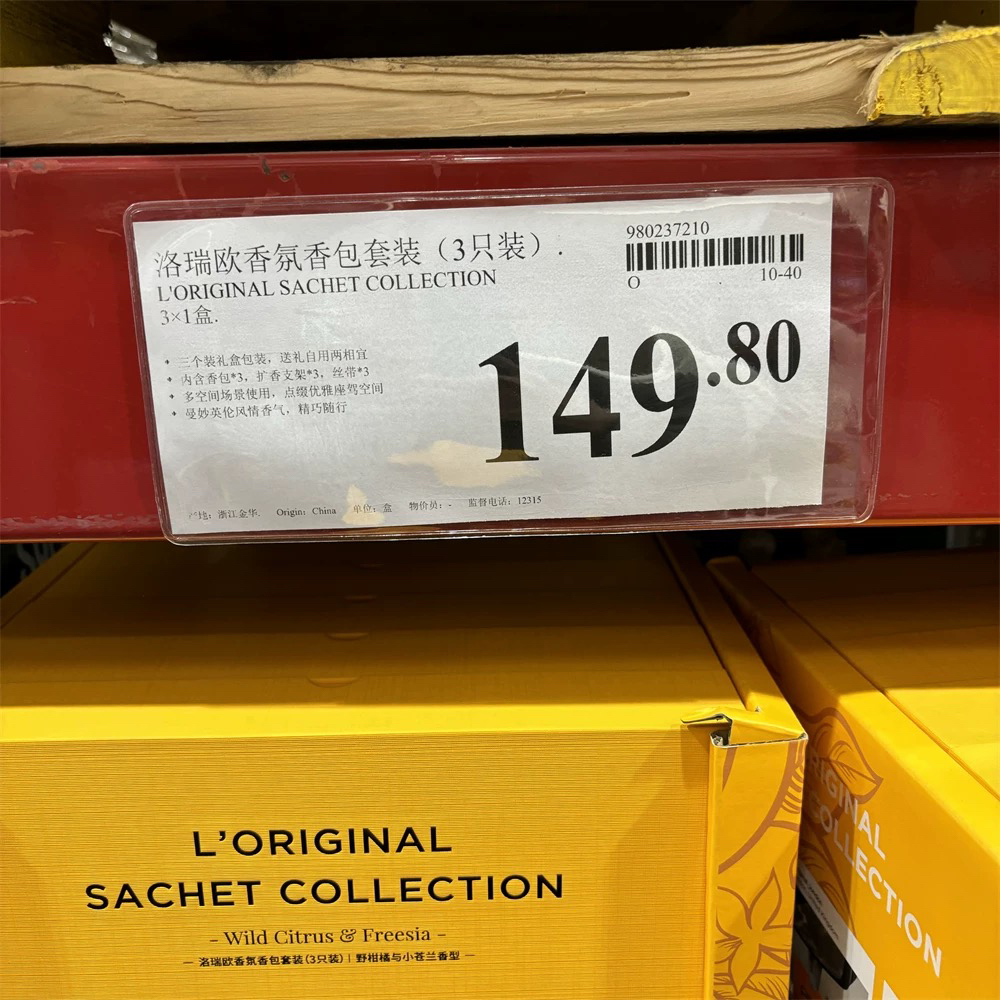 洛瑞欧香氛香包套装（3只装）.
L'ORIGINAL SACHET COLLECTION
3×1盒.
980237210
O 10-40
三个装礼盒包装，送礼自用两相宜
内含香包*3，扩香支架*3，丝带*3
多空间场景使用，点缀优雅座驾空间
曼妙英伦风情香气，精巧随行
149.80
产地：浙江金华. Origin: China 单位：盒 物价员：- 监督电话：12315
L'ORIGINAL
SACHET COLLECTION
- Wild Citrus & Freesia -
— 洛瑞欧香氛香包套装(3只装) | 野柑橘与小苍兰香型 —
COLLECTION